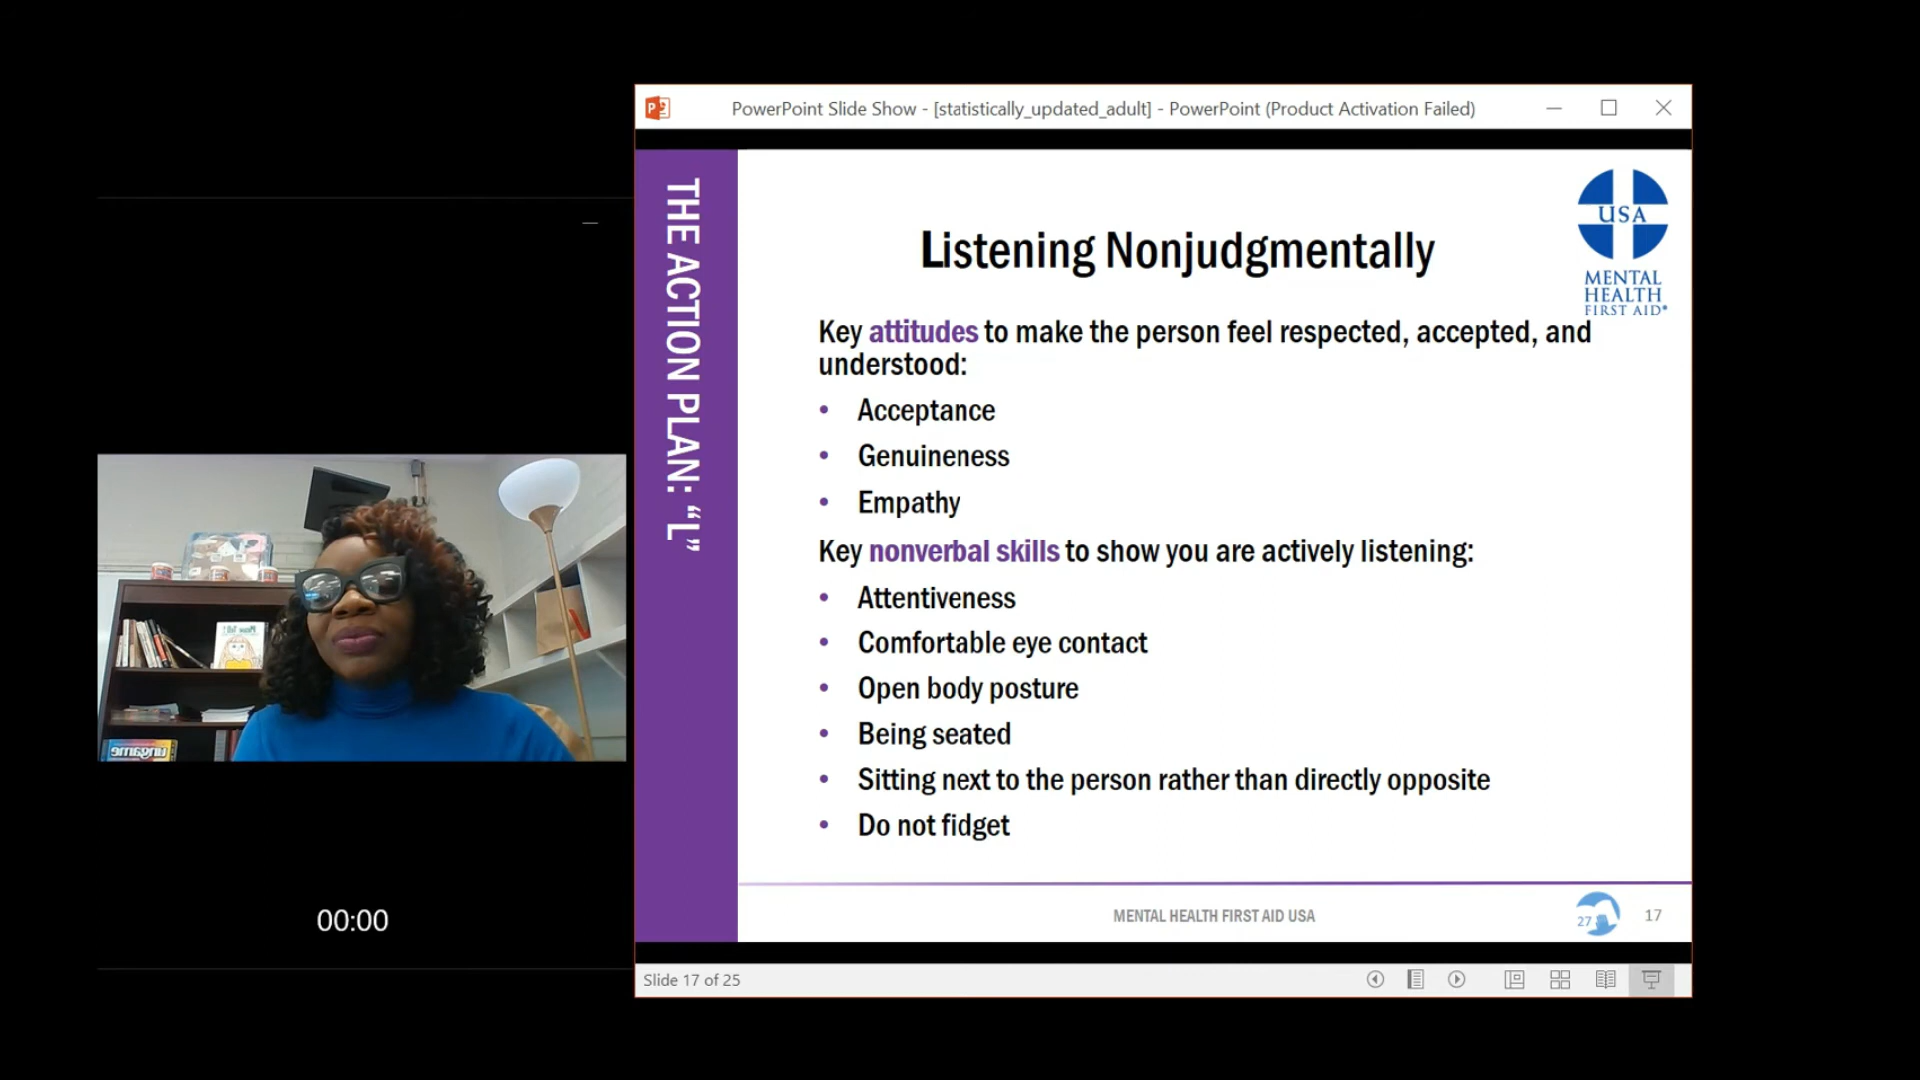 PowerPoint Slide Show - [statistically_updated_adult] - PowerPoint (Product Activation Failed)
THE ACTION PLAN: “L”
USA
MENTAL
HEALTH
FIRST AID®
Listening Nonjudgmentally
Key attitudes to make the person feel respected, accepted, and
understood:
• Acceptance
• Genuineness
• Empathy
Key nonverbal skills to show you are actively listening:
• Attentiveness
• Comfortable eye contact
• Open body posture
• Being seated
• Sitting next to the person rather than directly opposite
• Do not fidget
MENTAL HEALTH FIRST AID USA
27
17
Slide 17 of 25
ungame
00:00